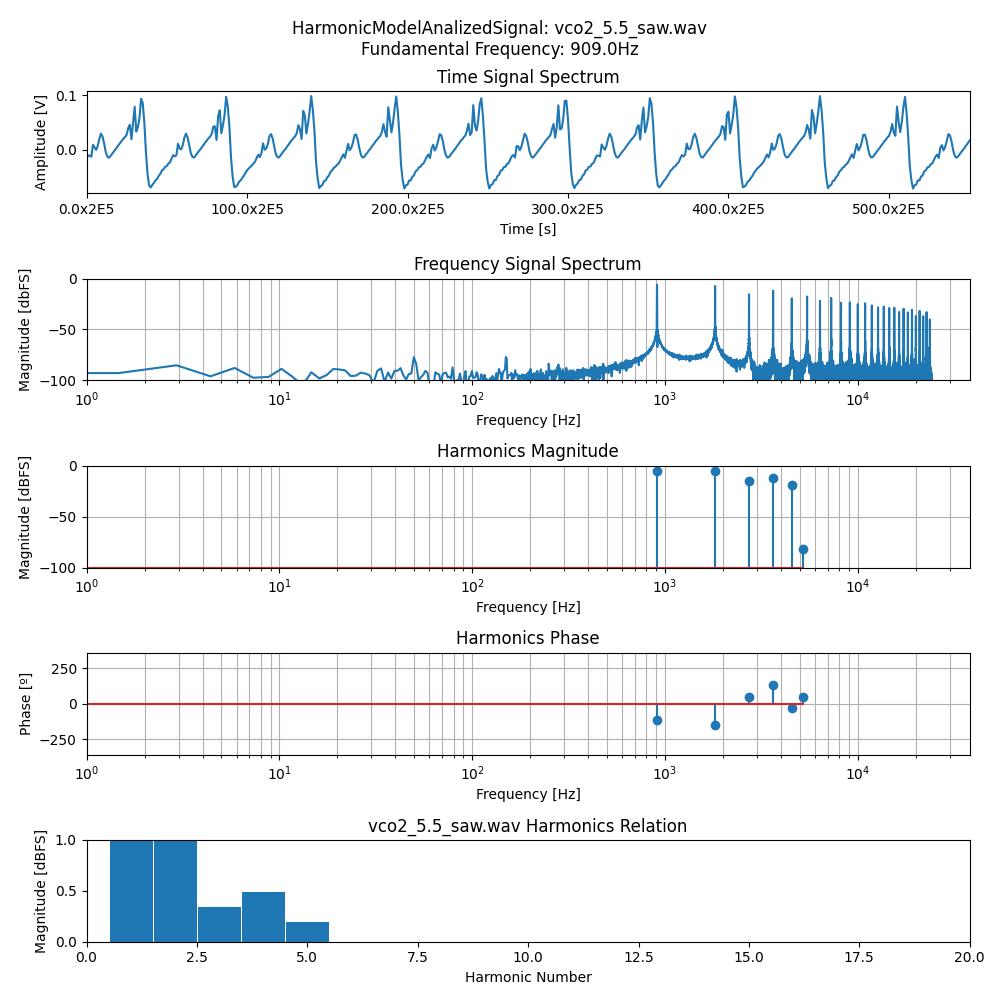 HarmonicModelAnalizedSignal: vco2_5.5_saw.wav
Fundamental Frequency: 909.0Hz
Time Signal Spectrum
Amplitude [V]
0.1
0.0
0.0x2E5 100.0x2E5 200.0x2E5 300.0x2E5 400.0x2E5 500.0x2E5
Time [s]
Frequency Signal Spectrum
Magnitude [dbFS]
0
−50
−100
10⁰ 10¹ 10² 10³ 10⁴
Frequency [Hz]
Harmonics Magnitude
Magnitude [dBFS]
0
−50
−100
10⁰ 10¹ 10² 10³ 10⁴
Frequency [Hz]
Harmonics Phase
Phase [º]
250
0
−250
10⁰ 10¹ 10² 10³ 10⁴
Frequency [Hz]
vco2_5.5_saw.wav Harmonics Relation
Magnitude [dBFS]
1.0
0.5
0.0
0.0 2.5 5.0 7.5 10.0 12.5 15.0 17.5 20.0
Harmonic Number